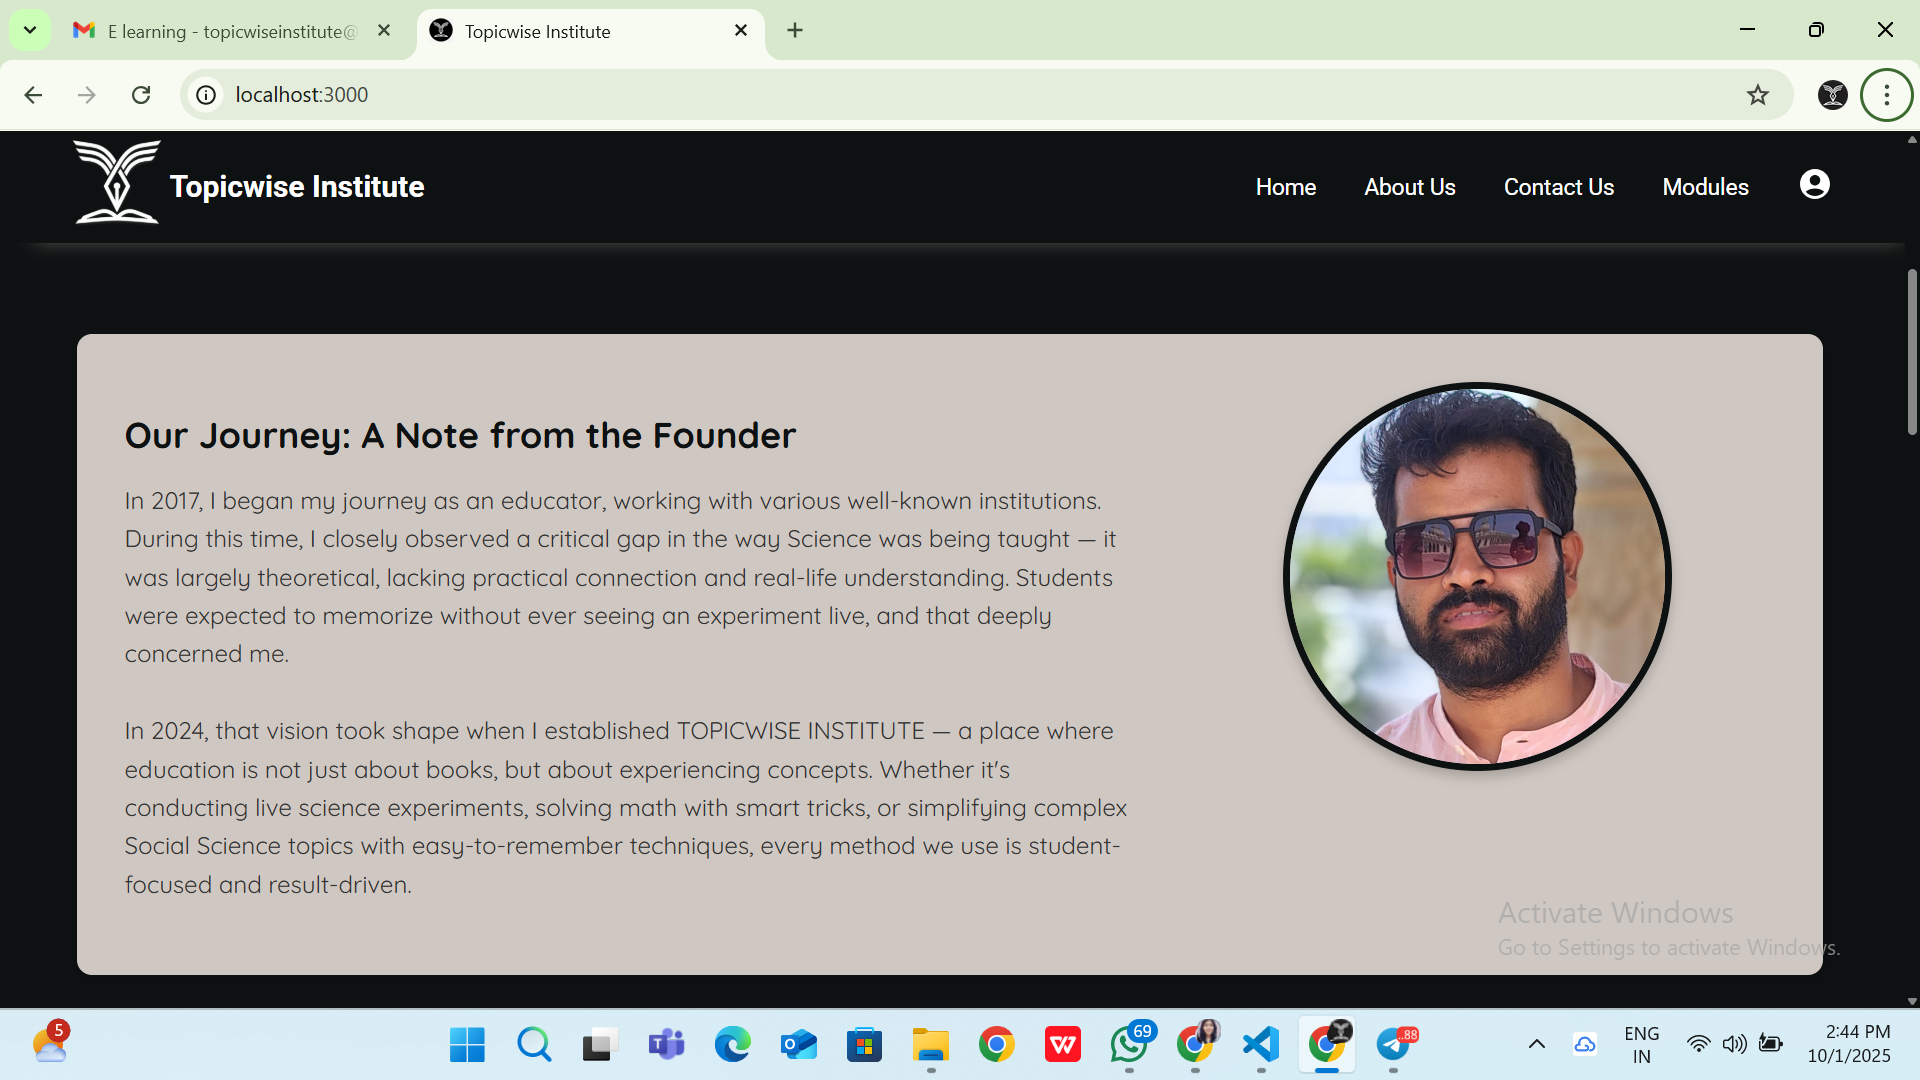 E learning - topicwiseinstitute@
Topicwise Institute
localhost:3000
Topicwise Institute
Home
About Us
Contact Us
Modules
Our Journey: A Note from the Founder
In 2017, I began my journey as an educator, working with various well-known institutions.
During this time, I closely observed a critical gap in the way Science was being taught — it
was largely theoretical, lacking practical connection and real-life understanding. Students
were expected to memorize without ever seeing an experiment live, and that deeply
concerned me.
In 2024, that vision took shape when I established TOPICWISE INSTITUTE — a place where
education is not just about books, but about experiencing concepts. Whether it's
conducting live science experiments, solving math with smart tricks, or simplifying complex
Social Science topics with easy-to-remember techniques, every method we use is student-
focused and result-driven.
Activate Windows
Go to Settings to activate Windows.
5
69
..88
ENG
IN
2:44 PM
10/1/2025